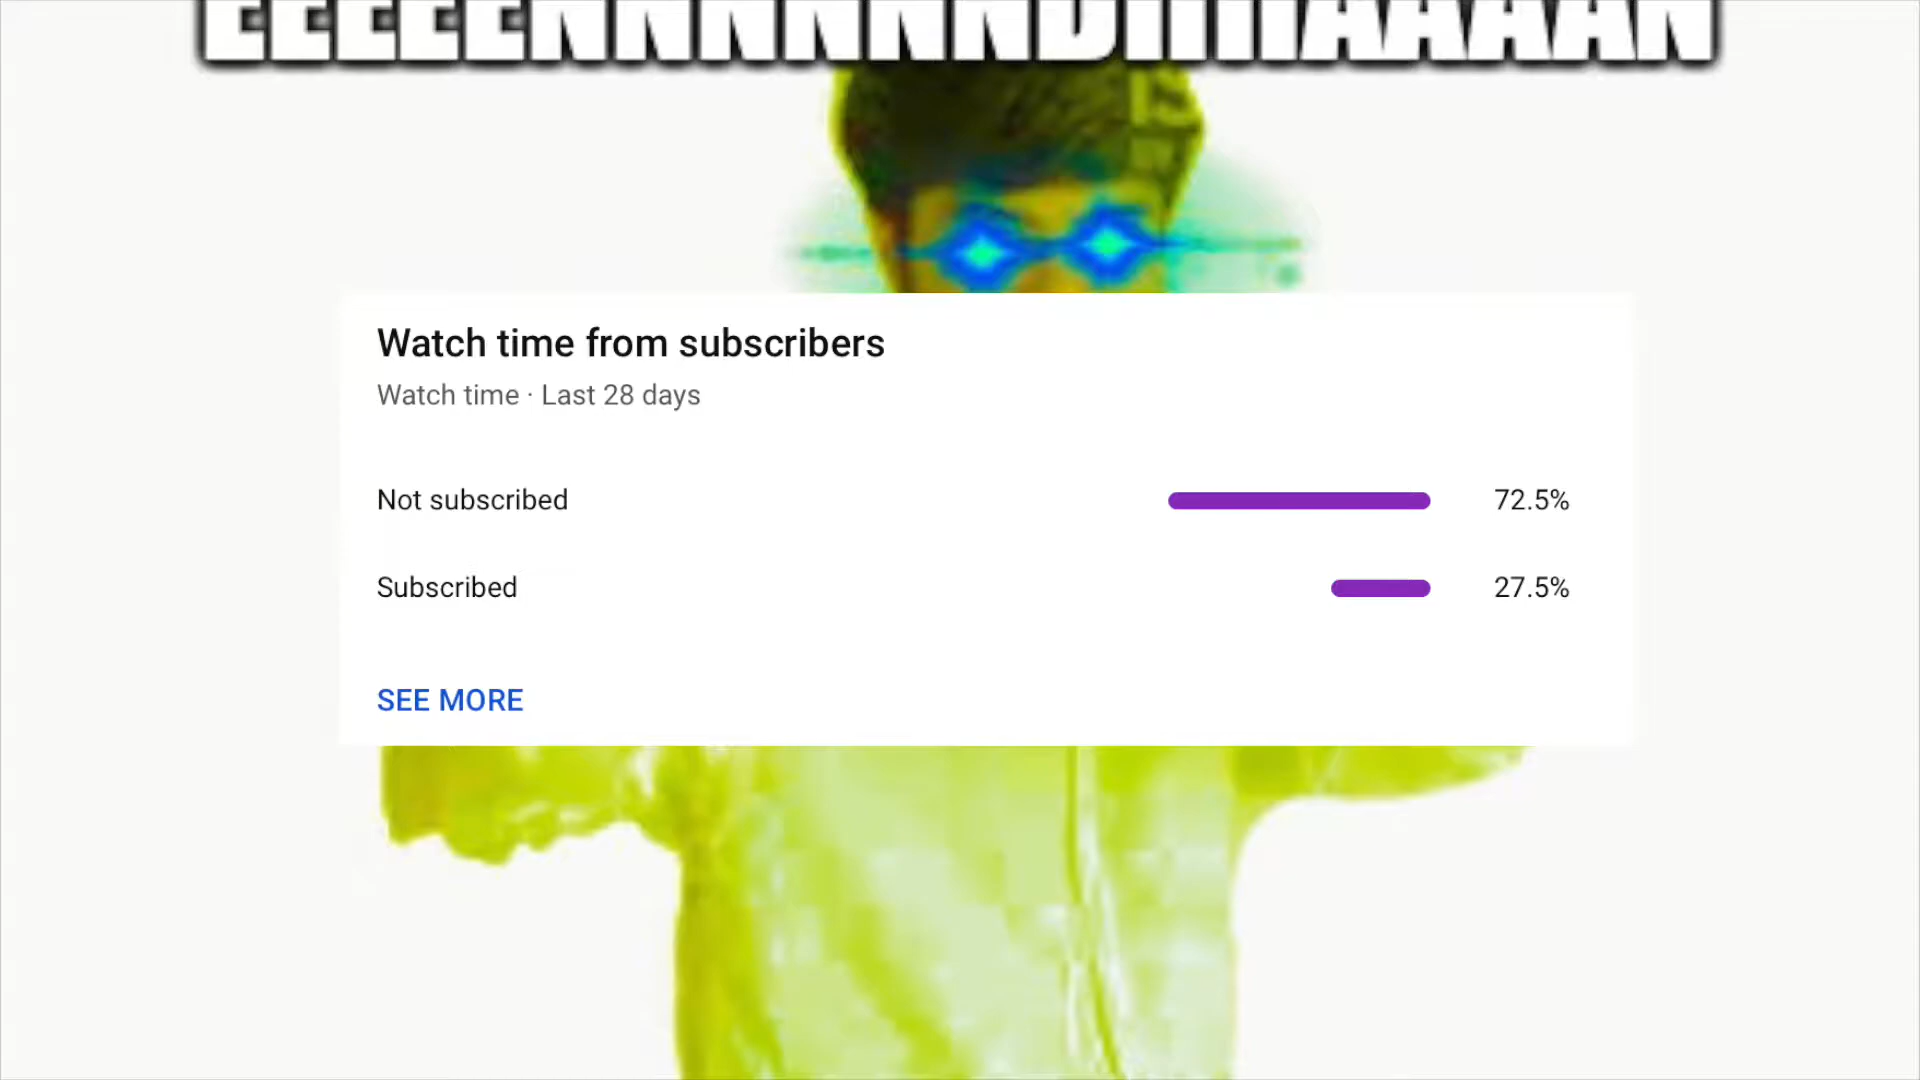 Watch time from subscribers
Watch time · Last 28 days
Not subscribed 72.5%
Subscribed 27.5%
SEE MORE